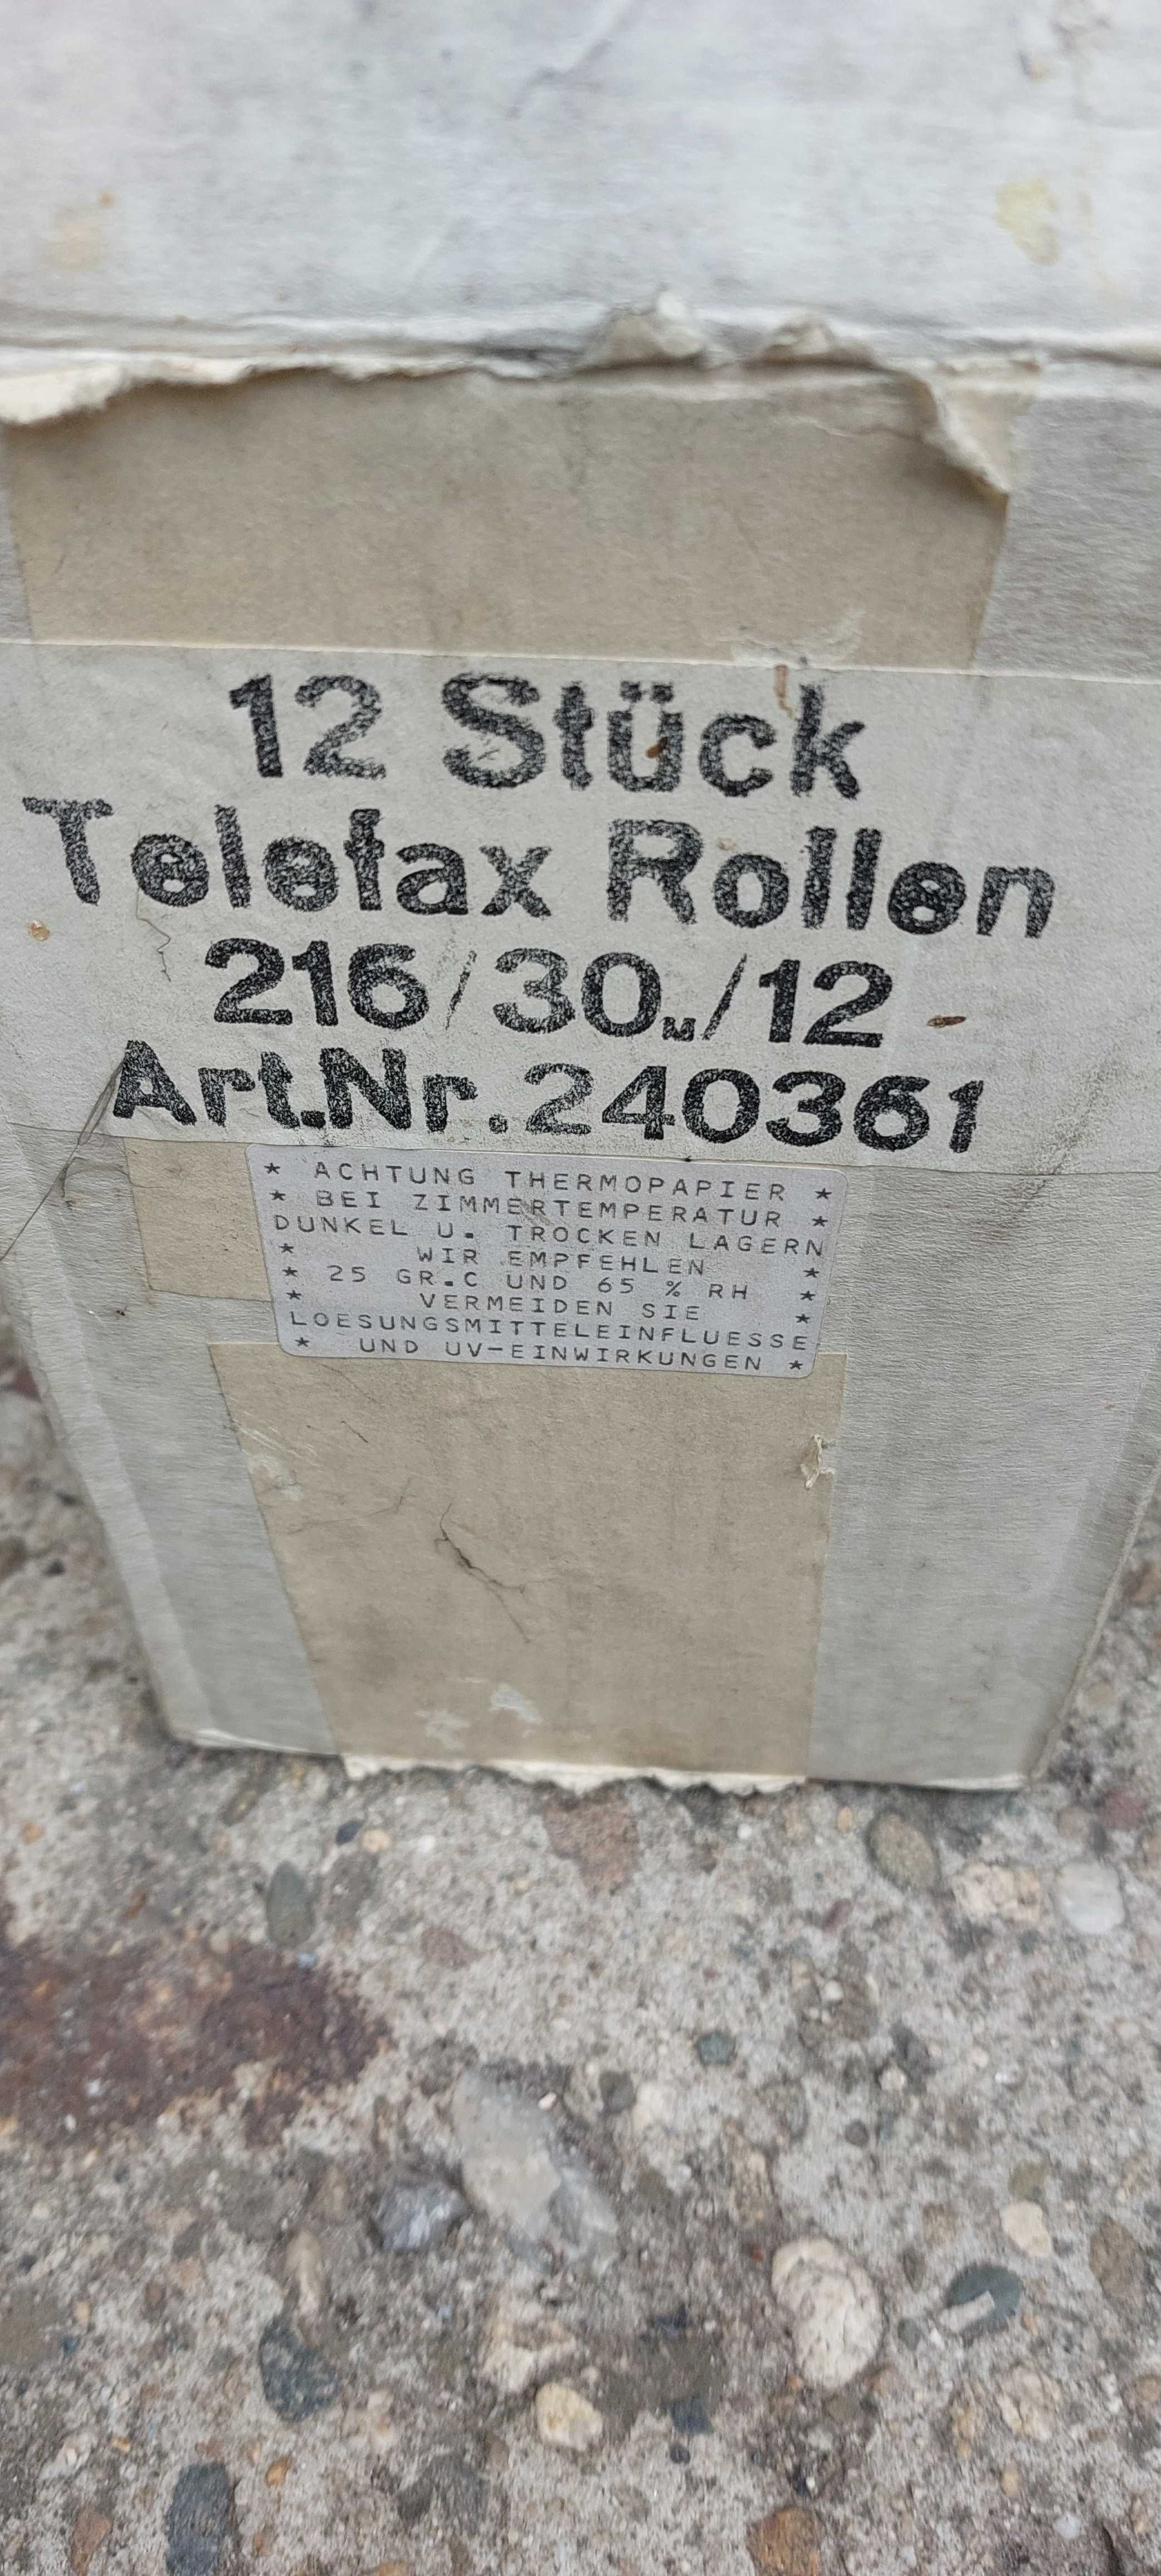 12 Stück
Telefax Rollen
216/30м/12
Art.Nr.240361
* ACHTUNG THERMOPAPIER *
* BEI ZIMMERTEMPERATUR *
DUNKEL U. TROCKEN LAGERN
* WIR EMPFEHLEN *
* 25 GR.C UND 65 % RH *
* VERMEIDEN SIE *
LOESUNGSMITTELEINFLUESSE
* UND UV-EINWIRKUNGEN *